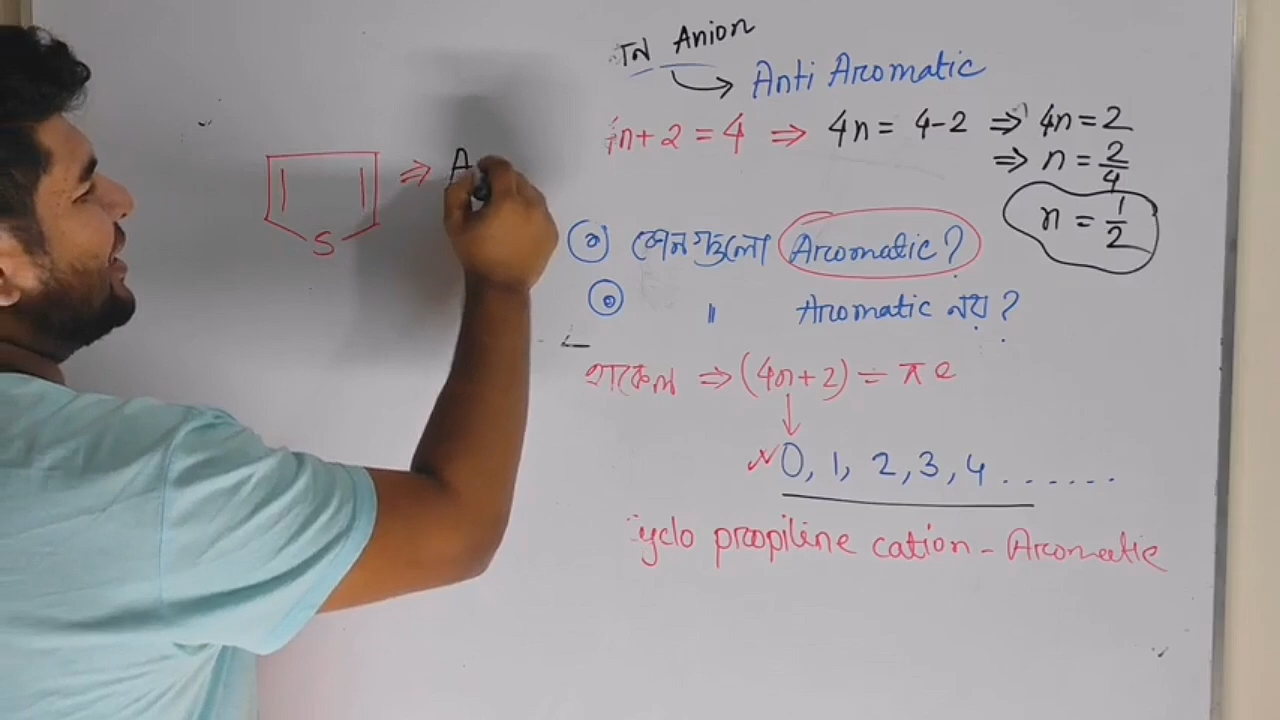 Anion
Anti Aromatic
n + 2 = 4 ⇒ 4n = 4-2 ⇒ 4n = 2
⇒ n = 2/4
n = 1/2
কোনগুলো Aromatic?
" Aromatic নয়?
হাকেল ⇒ (4n+2) = π e
0, 1, 2, 3, 4 . . . . . .
yclo propiline cation - Aromatic
S
⇒ A